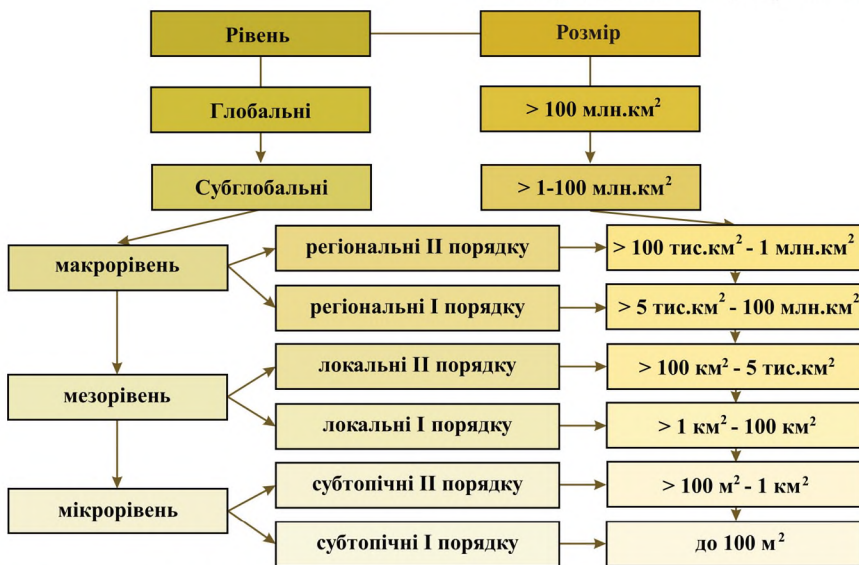 Рівень
Розмір
Глобальні
> 100 млн.км²
Субглобальні
> 1-100 млн.км²
макрорівень
регіональні II порядку
> 100 тис.км² - 1 млн.км²
регіональні I порядку
> 5 тис.км² - 100 млн.км²
мезорівень
локальні II порядку
> 100 км² - 5 тис.км²
локальні I порядку
> 1 км² - 100 км²
мікрорівень
субтопічні II порядку
> 100 м² - 1 км²
субтопічні I порядку
до 100 м²